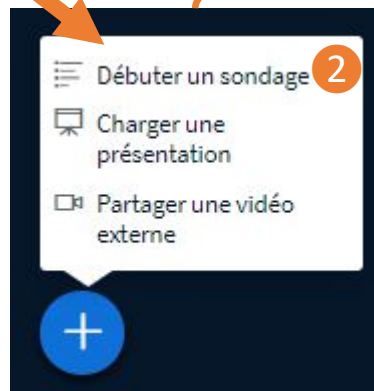 Débuter un sondage 2
Charger une
présentation
Partager une vidéo
externe